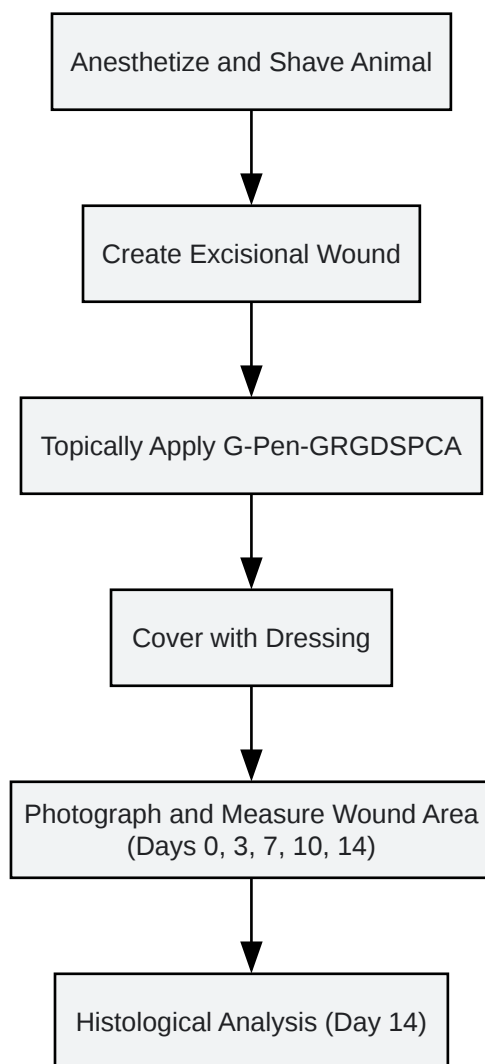 Anesthetize and Shave Animal
Create Excisional Wound
Topically Apply G-Pen-GRGDSPCA
Cover with Dressing
Photograph and Measure Wound Area
(Days 0, 3, 7, 10, 14)
Histological Analysis (Day 14)